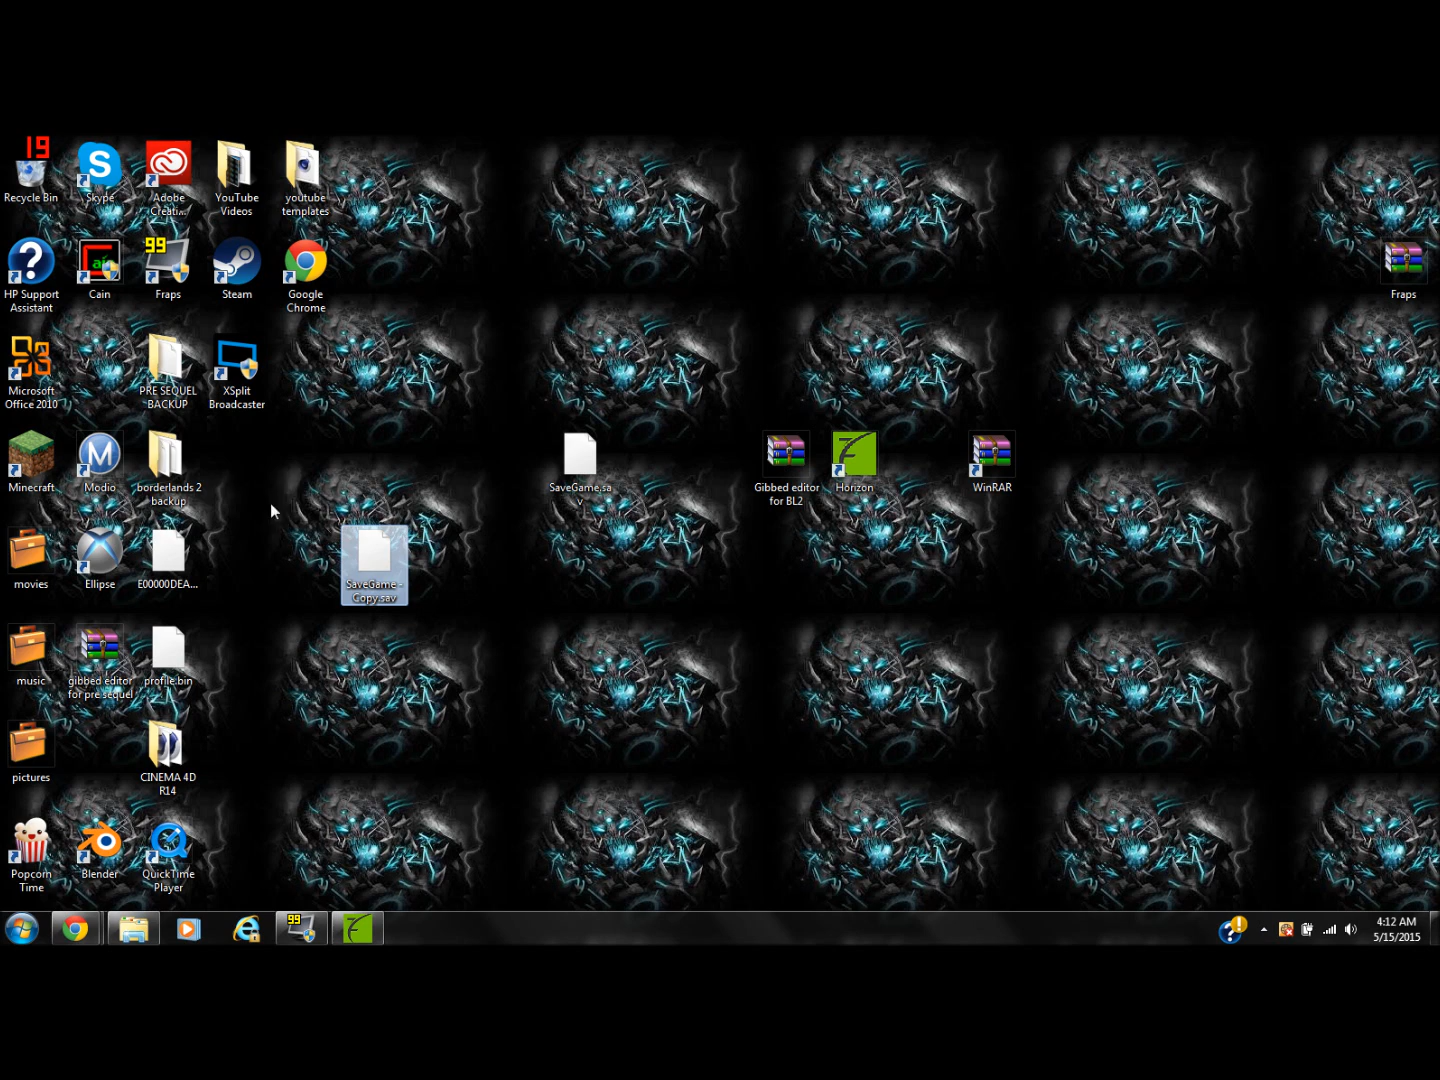 19
Recycle Bin
Skype
Adobe
Creati...
YouTube
Videos
youtube
templates
HP Support
Assistant
Cain
99
Fraps
Steam
Google
Chrome
Fraps
Microsoft
Office 2010
PRE SEQUEL
BACKUP
XSplit
Broadcaster
Minecraft
Modio
borderlands 2
backup
SaveGame.sa
v
Gibbed editor
for BL2
Horizon
WinRAR
movies
Ellipse
E00000DEA...
SaveGame -
Copy.sav
music
gibbed editor
for pre sequel
profile.bin
pictures
CINEMA 4D
R14
Popcorn
Time
Blender
QuickTime
Player
99
4:12 AM
5/15/2015